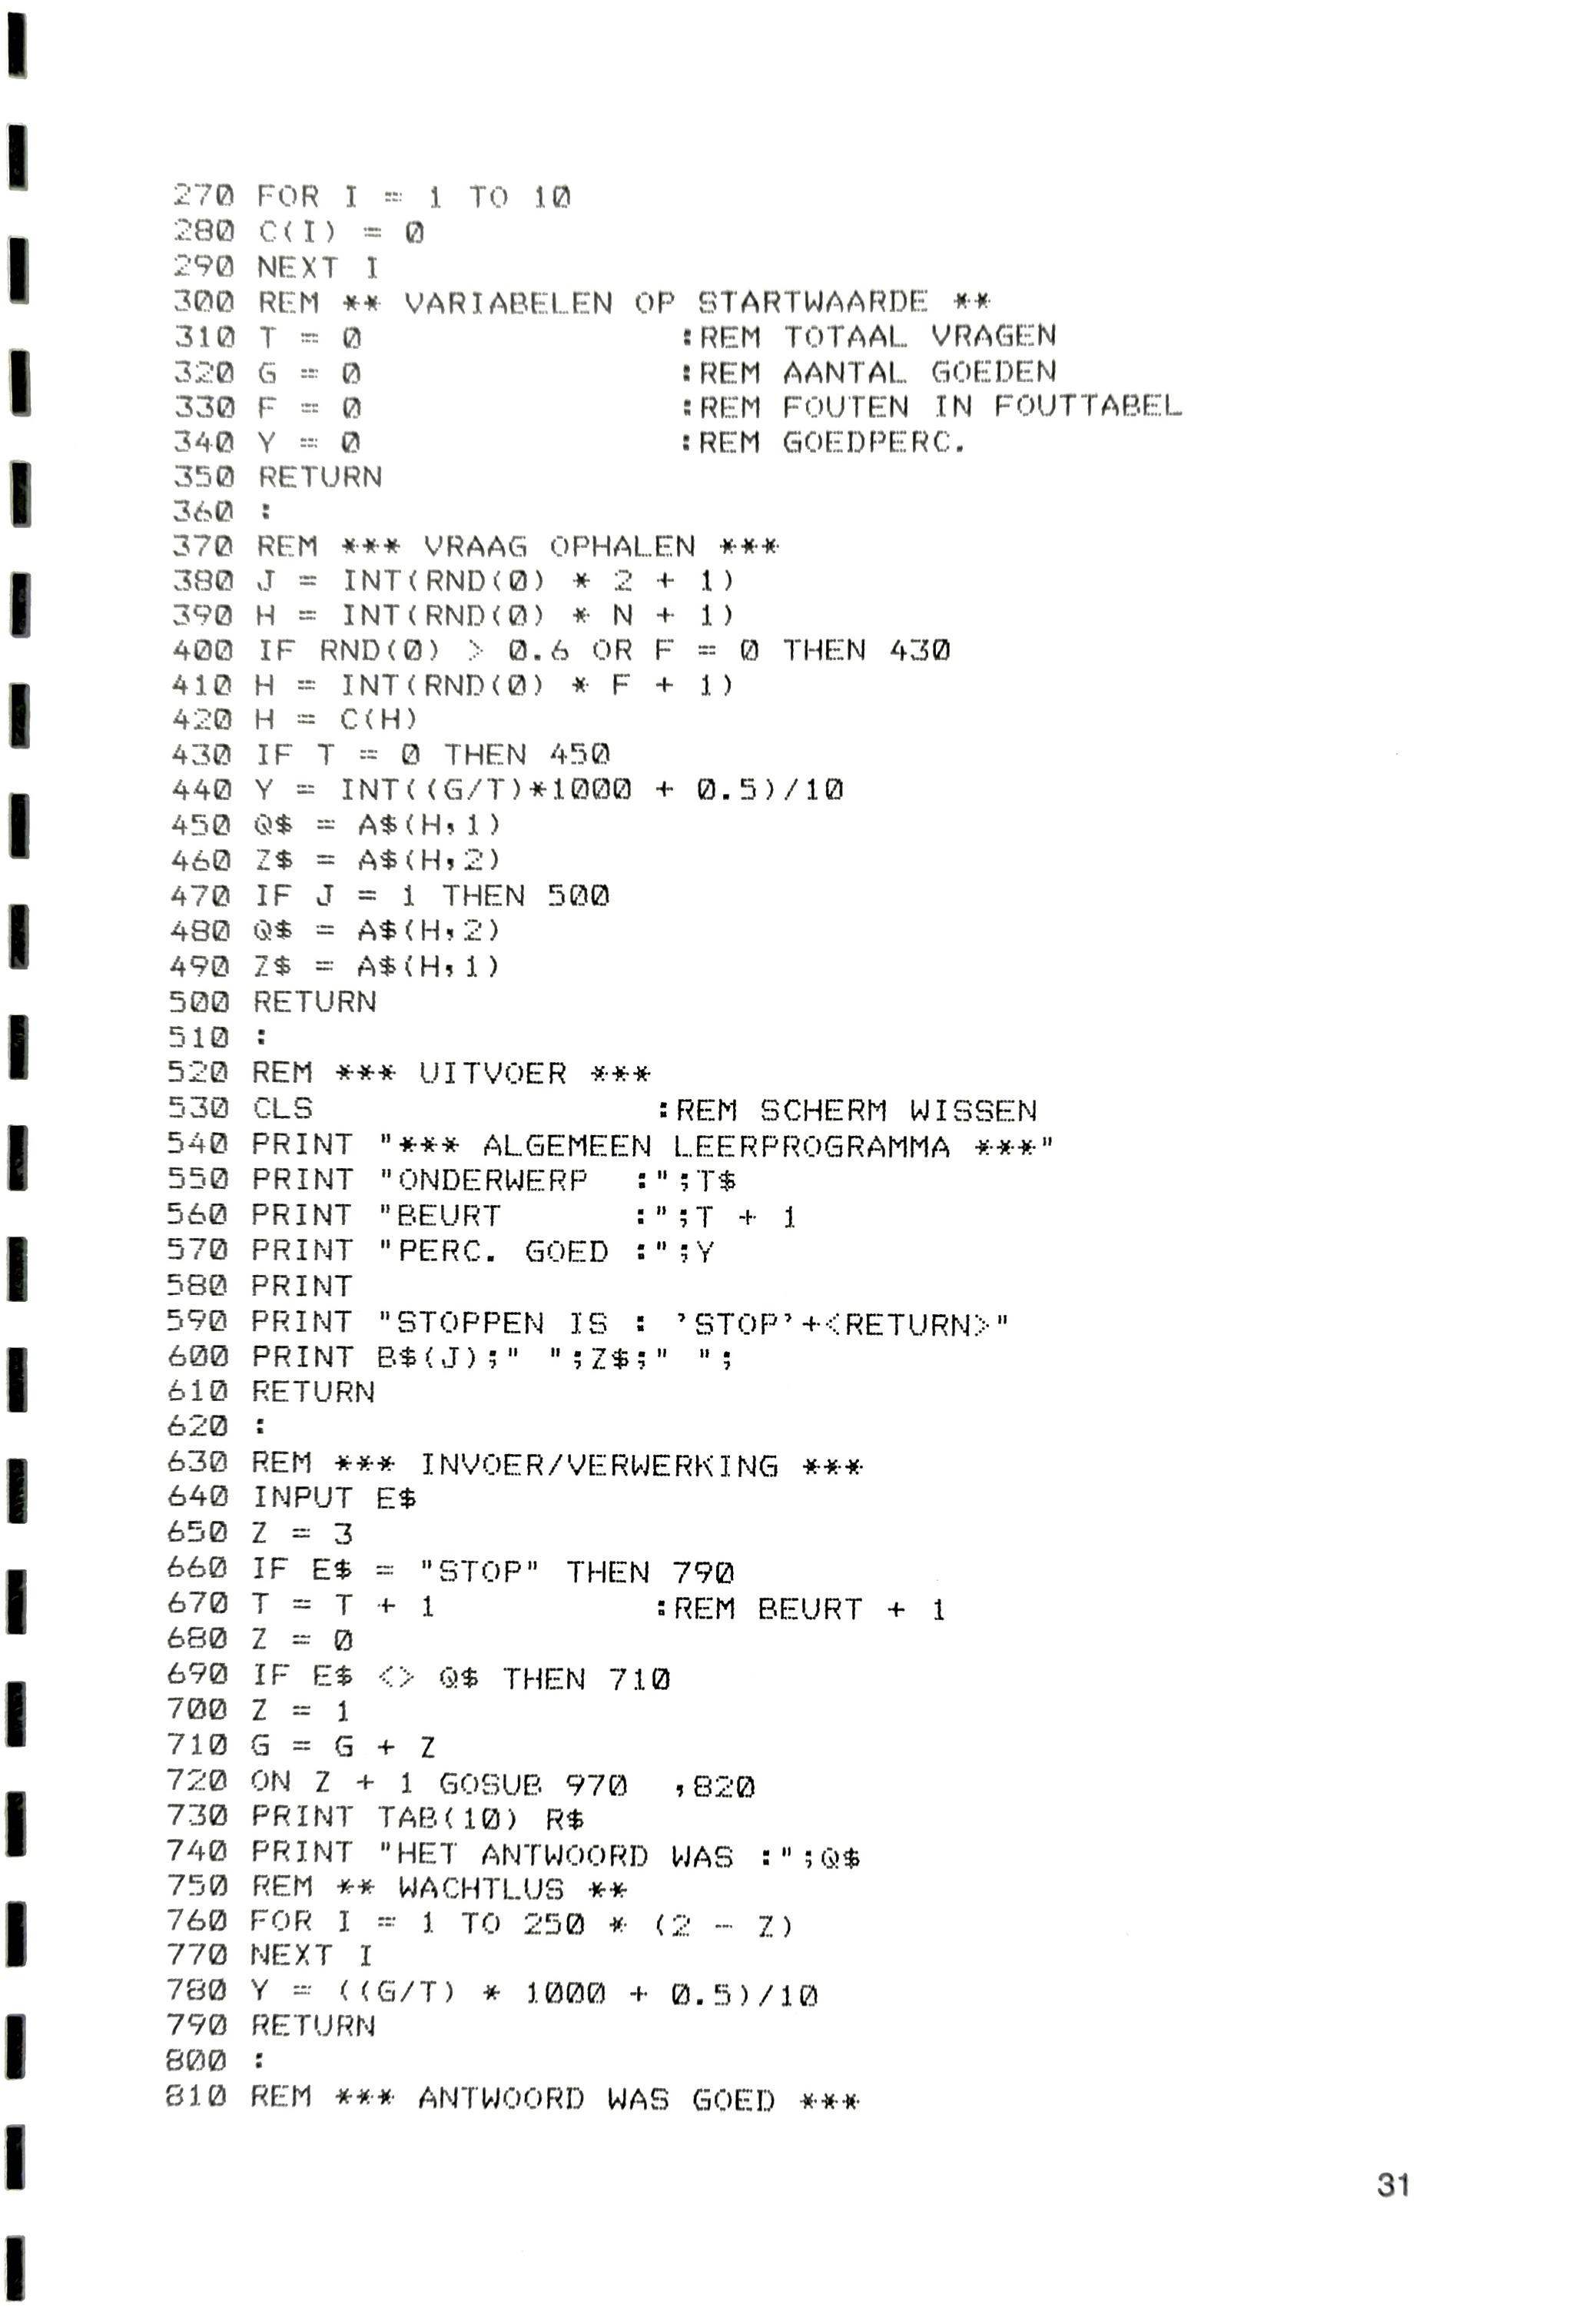 270 FOR I = 1 TO 10
280 C(I) = 0
290 NEXT I
300 REM ** VARIABELEN OP STARTWAARDE **
310 T = 0               :REM TOTAAL VRAGEN
320 G = 0               :REM AANTAL GOEDEN
330 F = 0               :REM FOUTEN IN FOUTTABEL
340 Y = 0               :REM GOEDPERC.
350 RETURN
360 :
370 REM *** VRAAG OPHALEN ***
380 J = INT(RND(0) * 2 + 1)
390 H = INT(RND(0) * N + 1)
400 IF RND(0) > 0.6 OR F = 0 THEN 430
410 H = INT(RND(0) * F + 1)
420 H = C(H)
430 IF T = 0 THEN 450
440 Y = INT((G/T)*1000 + 0.5)/10
450 Q$ = A$(H,1)
460 Z$ = A$(H,2)
470 IF J = 1 THEN 500
480 Q$ = A$(H,2)
490 Z$ = A$(H,1)
500 RETURN
510 :
520 REM *** UITVOER ***
530 CLS                :REM SCHERM WISSEN
540 PRINT "*** ALGEMEEN LEERPROGRAMMA ***"
550 PRINT "ONDERWERP  :";T$
560 PRINT "BEURT      :";T + 1
570 PRINT "PERC. GOED :";Y
580 PRINT
590 PRINT "STOPPEN IS : 'STOP'+<RETURN>"
600 PRINT B$(J);" ";Z$;" ";
610 RETURN
620 :
630 REM *** INVOER/VERWERKING ***
640 INPUT E$
650 Z = 3
660 IF E$ = "STOP" THEN 790
670 T = T + 1          :REM BEURT + 1
680 Z = 0
690 IF E$ <> Q$ THEN 710
700 Z = 1
710 G = G + Z
720 ON Z + 1 GOSUB 970  ,820
730 PRINT TAB(10) R$
740 PRINT "HET ANTWOORD WAS :";Q$
750 REM ** WACHTLUS **
760 FOR I = 1 TO 250 * (2 - Z)
770 NEXT I
780 Y = ((G/T) * 1000 + 0.5)/10
790 RETURN
800 :
810 REM *** ANTWOORD WAS GOED ***
31